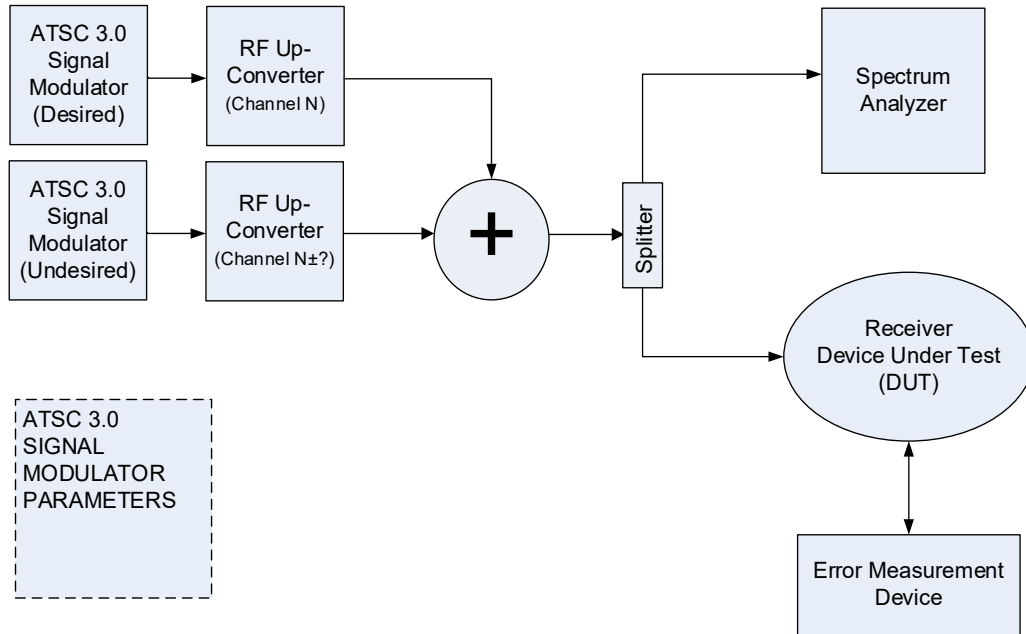 ATSC 3.0
Signal
Modulator
(Desired)
RF Up-
Converter
(Channel N)
Spectrum
Analyzer
ATSC 3.0
Signal
Modulator
(Undesired)
RF Up-
Converter
(Channel N±?)
+
Splitter
Receiver
Device Under Test
(DUT)
ATSC 3.0
SIGNAL
MODULATOR
PARAMETERS
Error Measurement
Device